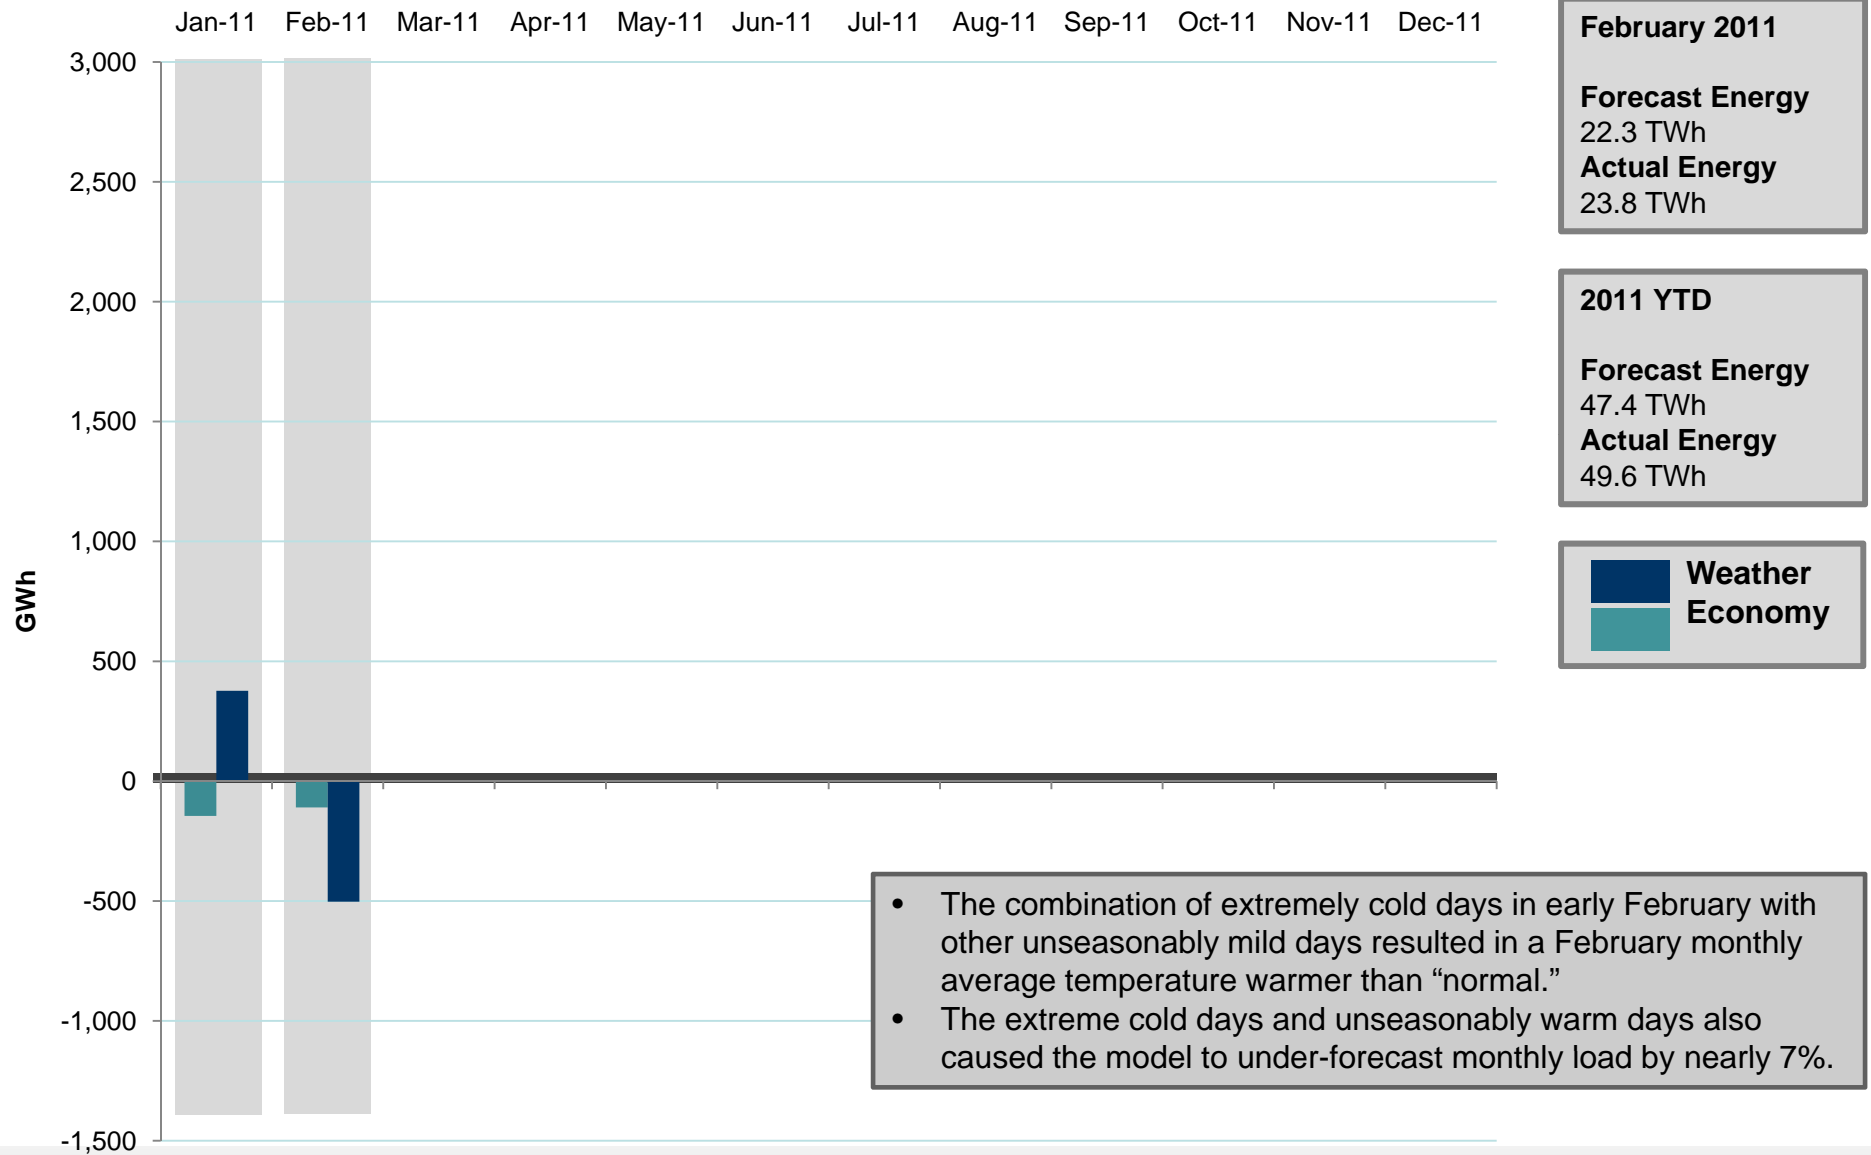 Jan-11 Feb-11 Mar-11 Apr-11 May-11 Jun-11 Jul-11 Aug-11 Sep-11 Oct-11 Nov-11 Dec-11
3,000
2,500
2,000
1,500
1,000
500
0
-500
-1,000
-1,500
GWh
February 2011
Forecast Energy
22.3 TWh
Actual Energy
23.8 TWh
2011 YTD
Forecast Energy
47.4 TWh
Actual Energy
49.6 TWh
Weather
Economy
• The combination of extremely cold days in early February with
other unseasonably mild days resulted in a February monthly
average temperature warmer than “normal.”
• The extreme cold days and unseasonably warm days also
caused the model to under-forecast monthly load by nearly 7%.